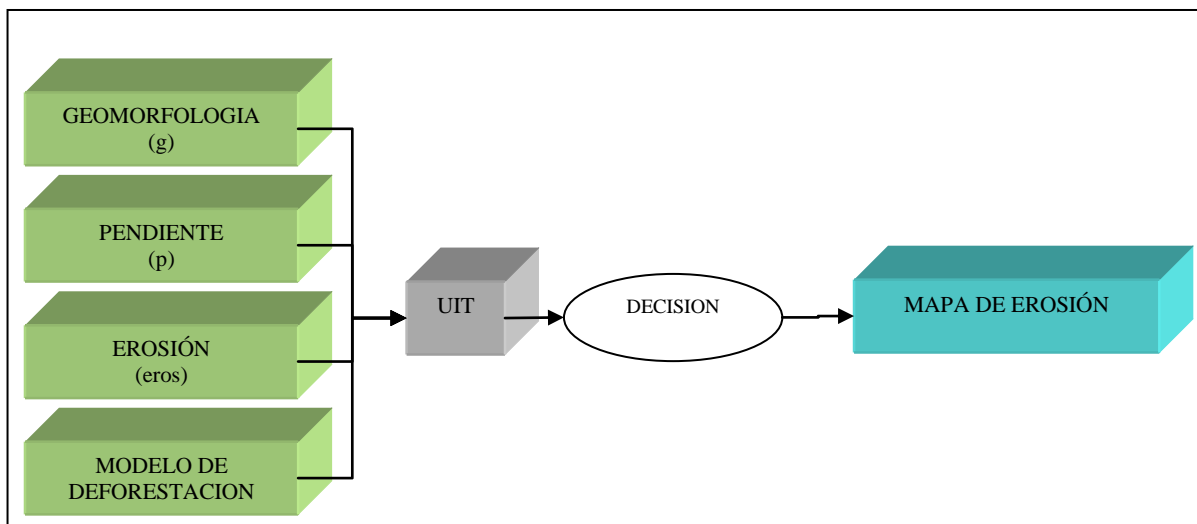 GEOMORFOLOGIA
(g)
PENDIENTE
(p)
EROSIÓN
(eros)
MODELO DE
DEFORESTACION
UIT
DECISION
MAPA DE EROSIÓN